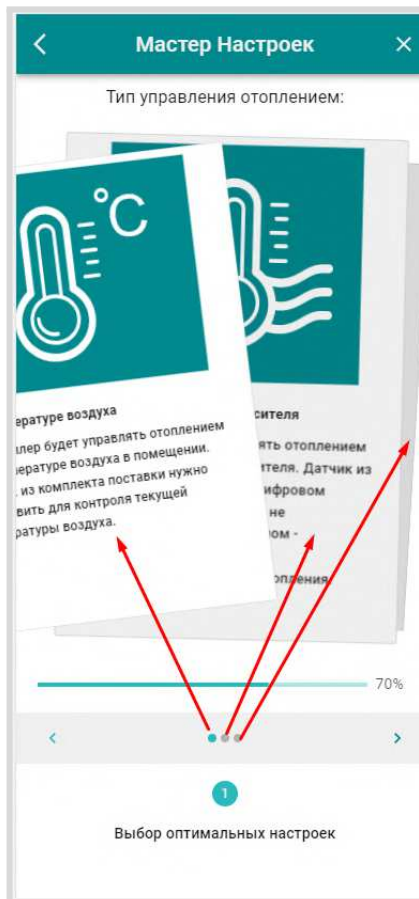 Мастер Настроек
Тип управления отоплением:
°C
ературе воздуха
лер будет управлять отоплением
ературе воздуха в помещении.
из комплекта поставки нужно
вить для контроля текущей
ратуры воздуха.
сителя
ять отоплением
ителя. Датчик из
ифровом
не
ом -
опления
70%
1
Выбор оптимальных настроек